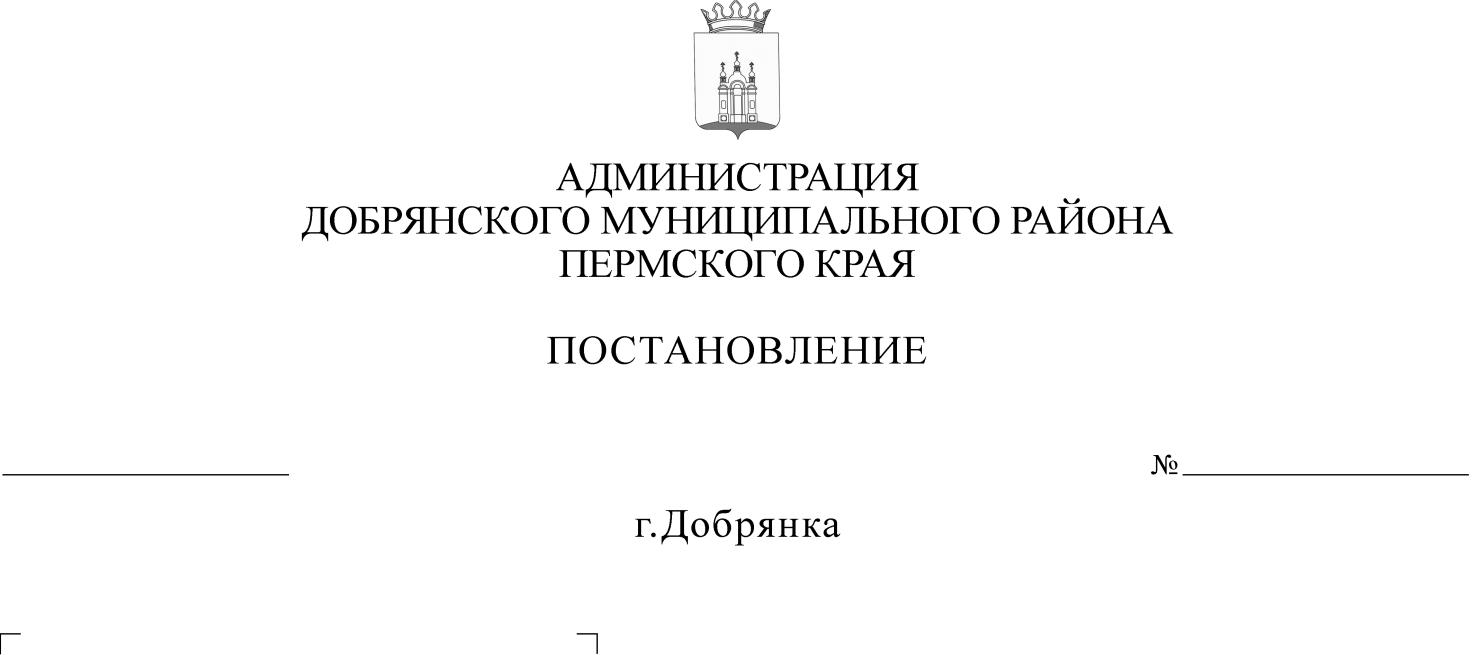 АДМИНИСТРАЦИЯ
ДОБРЯНСКОГО МУНИЦИПАЛЬНОГО РАЙОНА
ПЕРМСКОГО КРАЯ
ПОСТАНОВЛЕНИЕ
№
г.Добрянка